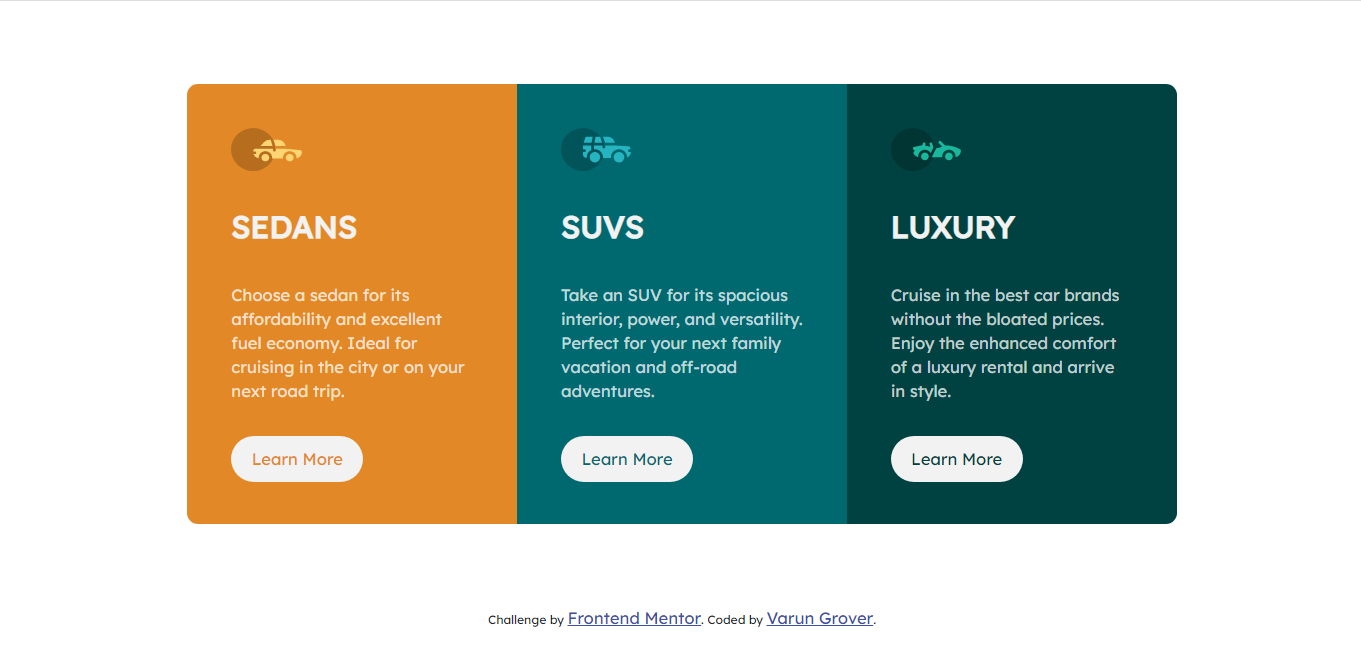 SEDANS
Choose a sedan for its
affordability and excellent
fuel economy. Ideal for
cruising in the city or on your
next road trip.
Learn More
SUVS
Take an SUV for its spacious
interior, power, and versatility.
Perfect for your next family
vacation and off-road
adventures.
Learn More
LUXURY
Cruise in the best car brands
without the bloated prices.
Enjoy the enhanced comfort
of a luxury rental and arrive
in style.
Learn More
Challenge by Frontend Mentor. Coded by Varun Grover.